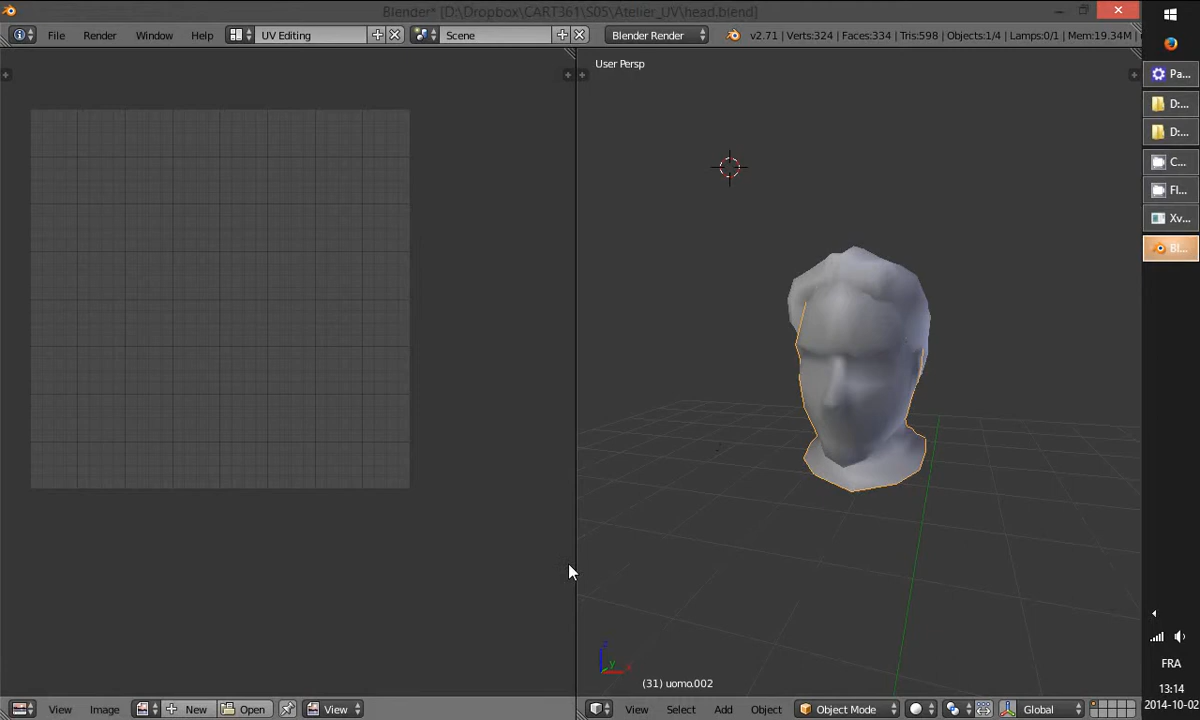 Blender* [D:\Dropbox\CART361\S05\Atelier_UV\head.blend]
File Render Window Help UV Editing Scene Blender Render v2.71 | Verts:324 | Faces:334 | Tris:598 | Objects:1/4 | Lamps:0/1 | Mem:19.34M |
User Persp
Pa...
D:...
D:...
C...
Fl...
Xv...
Bl...
z
y
x
(31) uomo.002
View Image New Open View
View Select Add Object Object Mode Global
FRA
13:14
2014-10-02